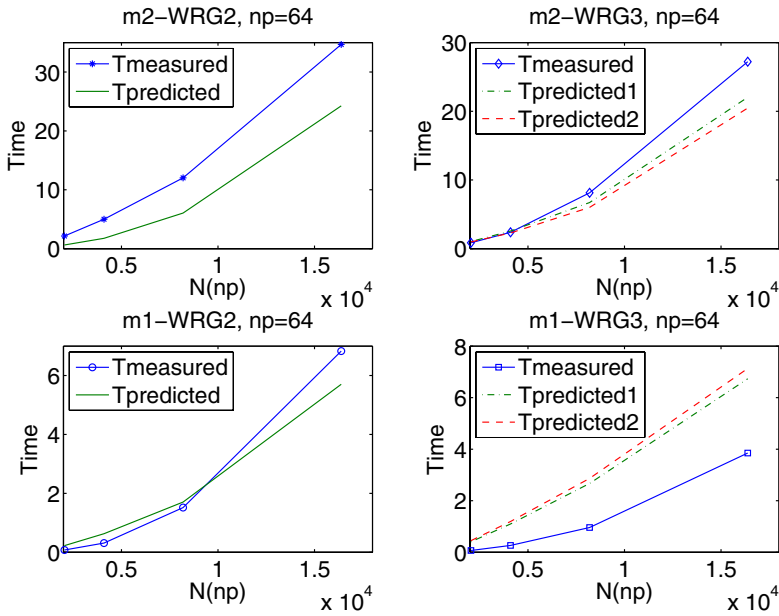 m2-WRG2, np=64
Tmeasured
Tpredicted
Time
30
20
10
0
0.5
1
1.5
N(np)
x 10^4
m2-WRG3, np=64
Tmeasured
Tpredicted1
Tpredicted2
Time
30
20
10
0
0.5
1
1.5
N(np)
x 10^4
m1-WRG2, np=64
Tmeasured
Tpredicted
Time
6
4
2
0
0.5
1
1.5
N(np)
x 10^4
m1-WRG3, np=64
Tmeasured
Tpredicted1
Tpredicted2
Time
8
6
4
2
0
0.5
1
1.5
N(np)
x 10^4